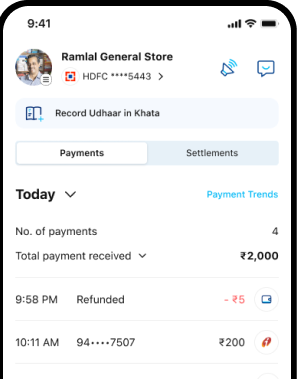 9:41
Ramlal General Store
HDFC ****5443
Record Udhaar in Khata
Payments
Settlements
Today
Payment Trends
No. of payments 4
Total payment received ₹2,000
9:58 PM Refunded - ₹5
10:11 AM 94••••7507 ₹200